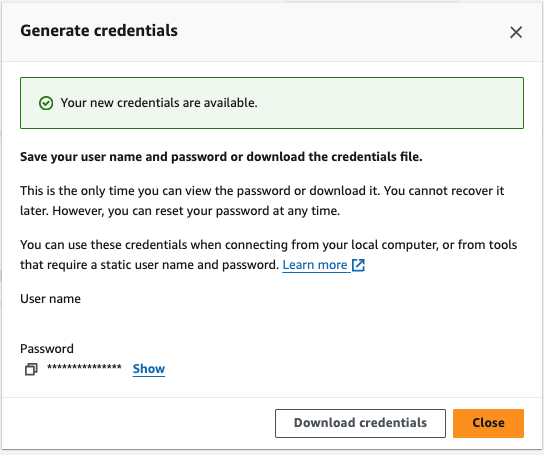 Generate credentials
Your new credentials are available.
Save your user name and password or download the credentials file.
This is the only time you can view the password or download it. You cannot recover it
later. However, you can reset your password at any time.
You can use these credentials when connecting from your local computer, or from tools
that require a static user name and password. Learn more
User name
Password
*************** Show
Download credentials
Close